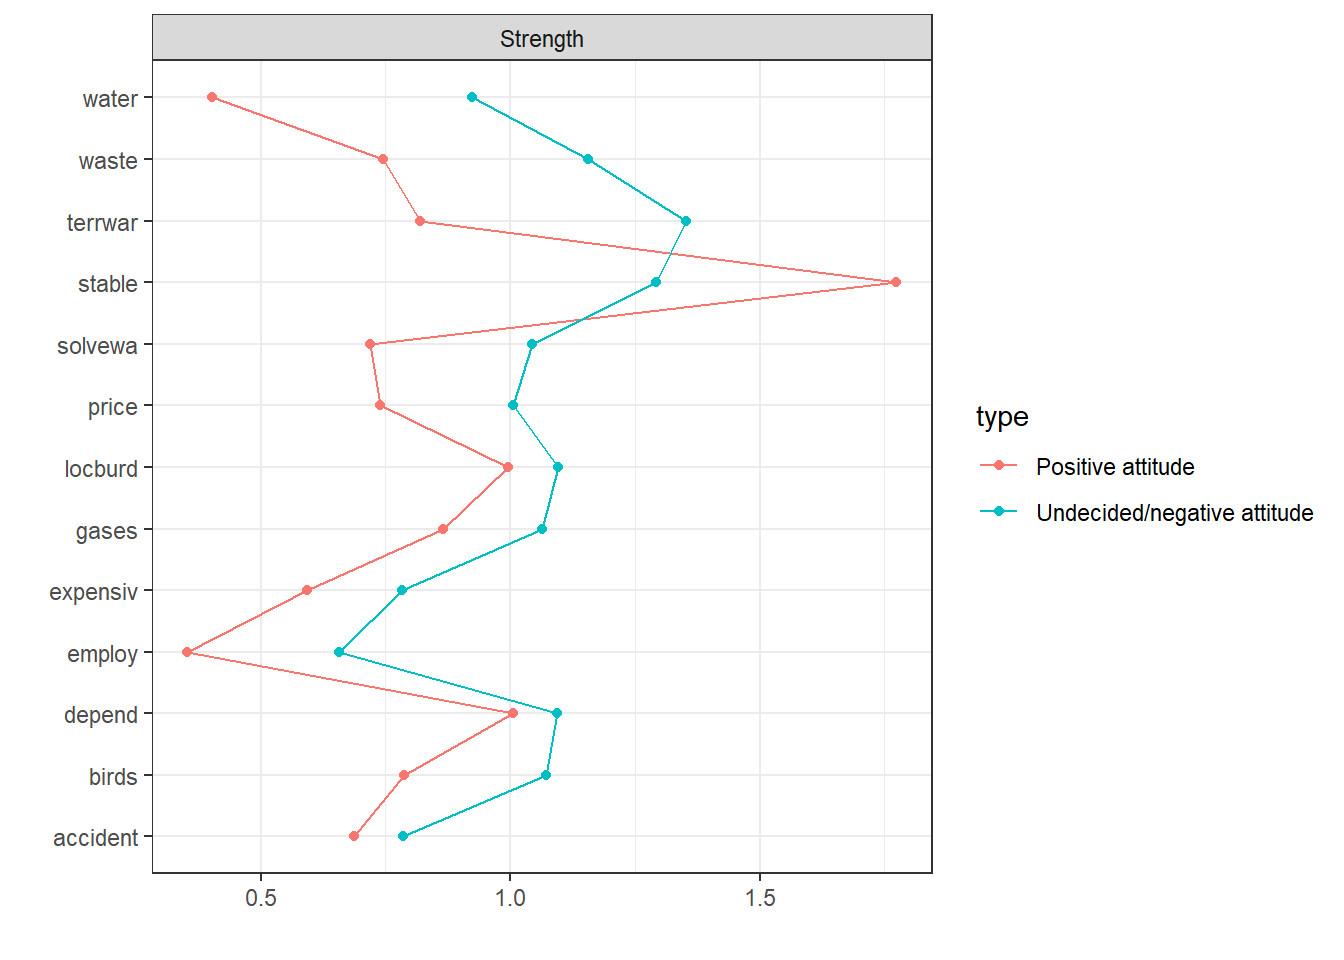 Strength
water
waste
terrwar
stable
solvewa
price
locburd
gases
expensiv
employ
depend
birds
accident
0.5 1.0 1.5
type
Positive attitude
Undecided/negative attitude